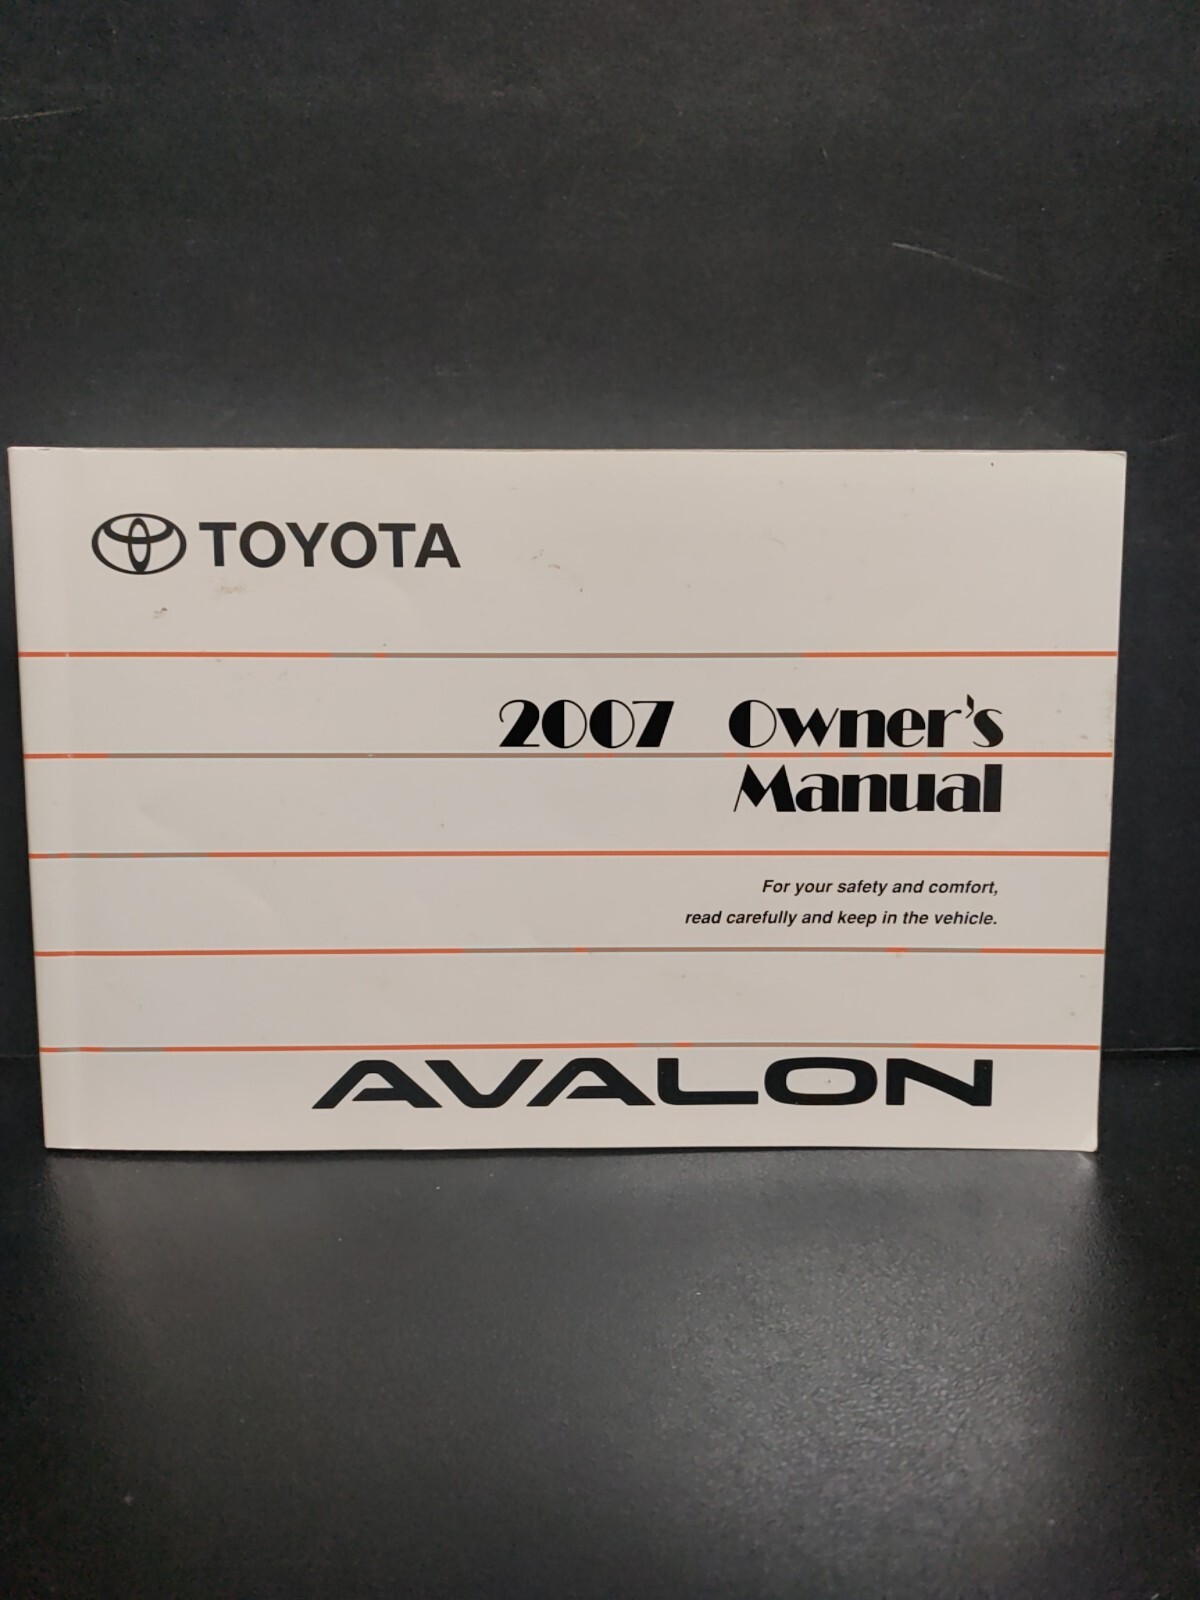 TOYOTA
2007 Owner's
Manual
For your safety and comfort,
read carefully and keep in the vehicle.
AVALON